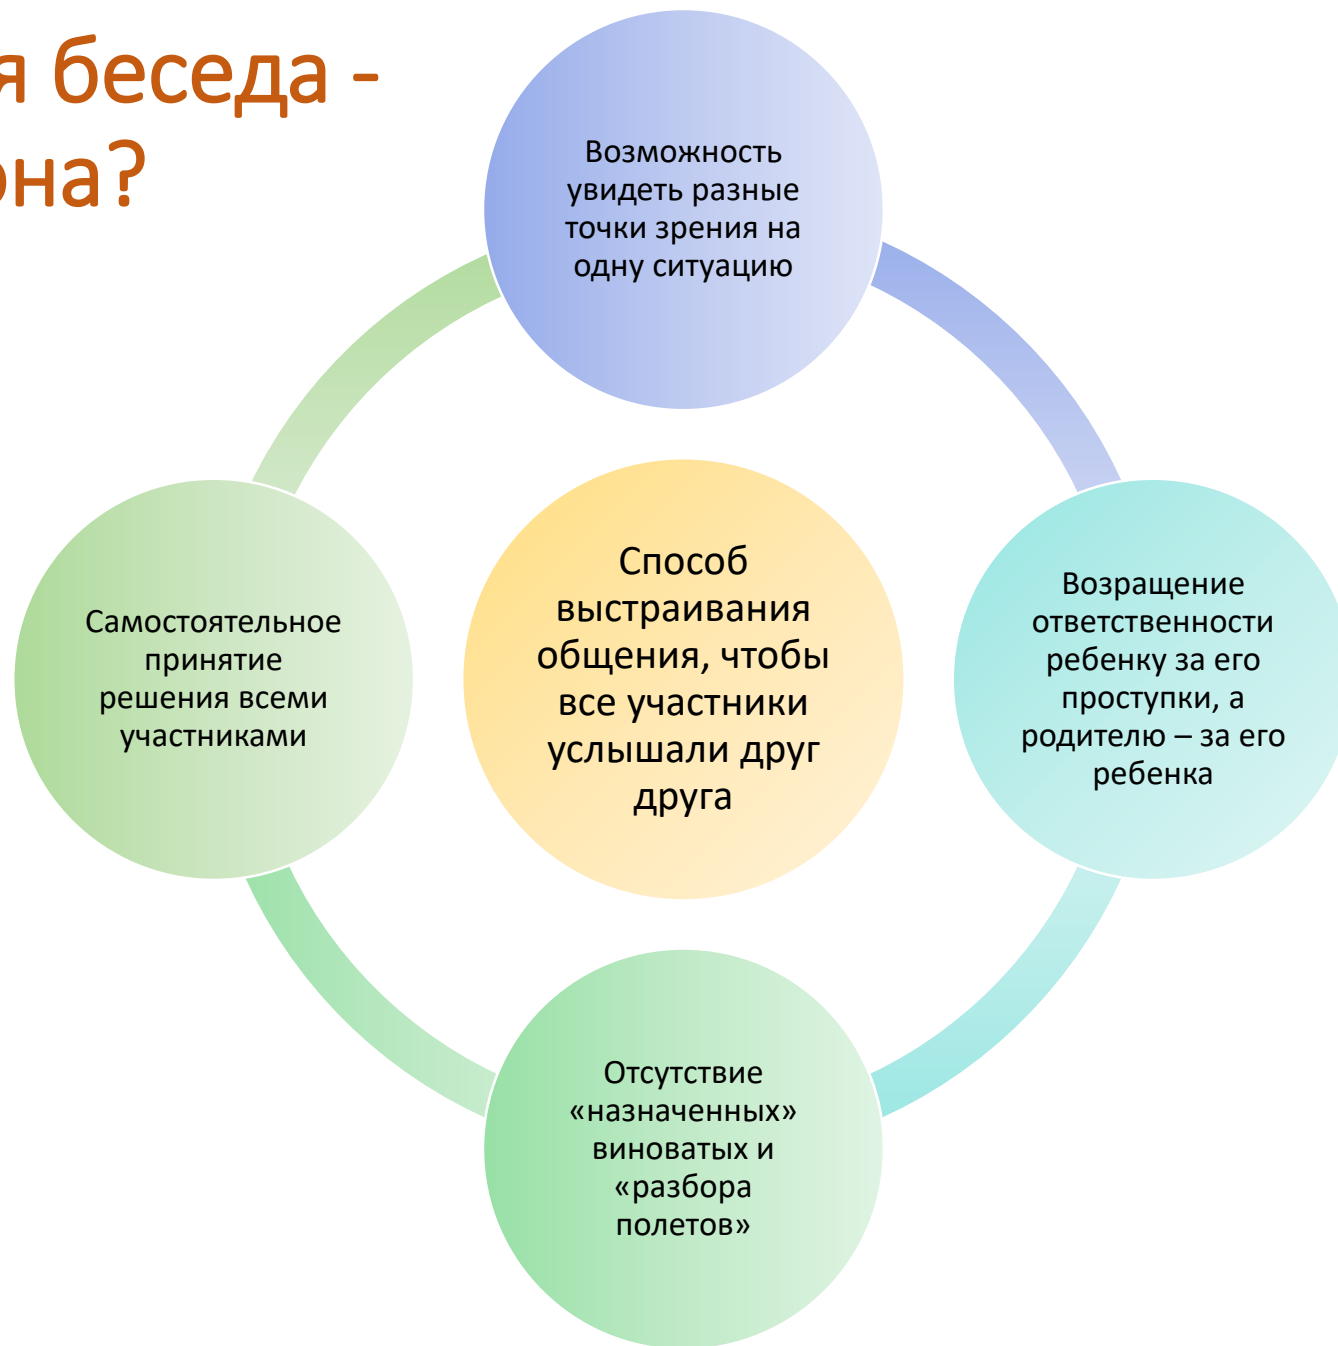 я беседа -
она?
Возможность
увидеть разные
точки зрения на
одну ситуацию
Самостоятельное
принятие
решения всеми
участниками
Способ
выстраивания
общения, чтобы
все участники
услышали друг
друга
Возращение
ответственности
ребенку за его
проступки, а
родителю – за его
ребенка
Отсутствие
«назначенных»
виноватых и
«разбора
полетов»